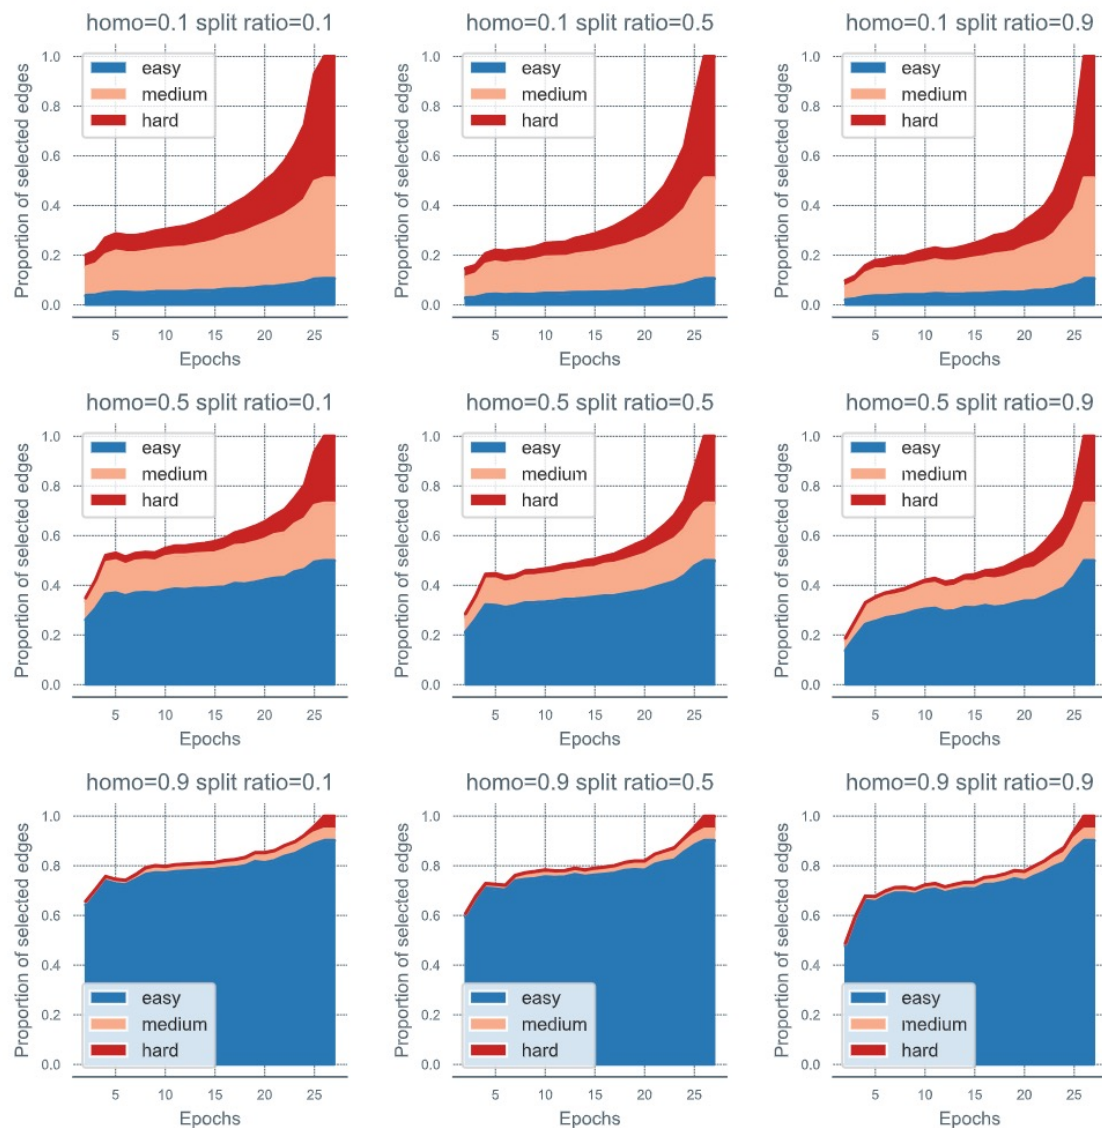 homo=0.1 split ratio=0.1
Proportion of selected edges
1.0
0.8
0.6
0.4
0.2
0.0
easy
medium
hard
5 10 15 20 25
Epochs
homo=0.1 split ratio=0.5
Proportion of selected edges
1.0
0.8
0.6
0.4
0.2
0.0
easy
medium
hard
5 10 15 20 25
Epochs
homo=0.1 split ratio=0.9
Proportion of selected edges
1.0
0.8
0.6
0.4
0.2
0.0
easy
medium
hard
5 10 15 20 25
Epochs
homo=0.5 split ratio=0.1
Proportion of selected edges
1.0
0.8
0.6
0.4
0.2
0.0
easy
medium
hard
5 10 15 20 25
Epochs
homo=0.5 split ratio=0.5
Proportion of selected edges
1.0
0.8
0.6
0.4
0.2
0.0
easy
medium
hard
5 10 15 20 25
Epochs
homo=0.5 split ratio=0.9
Proportion of selected edges
1.0
0.8
0.6
0.4
0.2
0.0
easy
medium
hard
5 10 15 20 25
Epochs
homo=0.9 split ratio=0.1
Proportion of selected edges
1.0
0.8
0.6
0.4
0.2
0.0
easy
medium
hard
5 10 15 20 25
Epochs
homo=0.9 split ratio=0.5
Proportion of selected edges
1.0
0.8
0.6
0.4
0.2
0.0
easy
medium
hard
5 10 15 20 25
Epochs
homo=0.9 split ratio=0.9
Proportion of selected edges
1.0
0.8
0.6
0.4
0.2
0.0
easy
medium
hard
5 10 15 20 25
Epochs